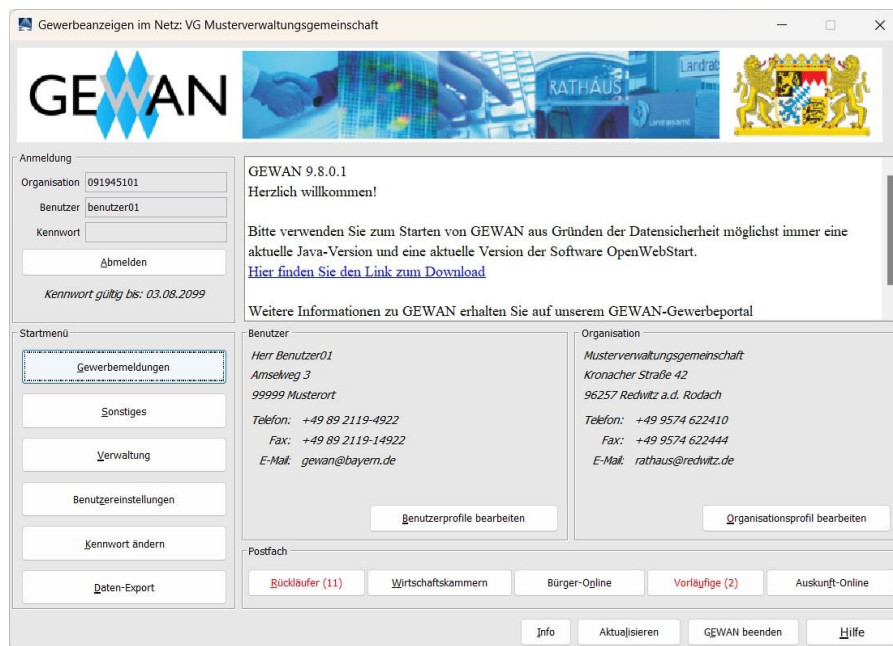 Gewerbeanzeigen im Netz: VG Musterverwaltungsgemeinschaft
GEWAN
RATHAUS
Landrat
Landratsamt
Anmeldung
Organisation 091945101
Benutzer benutzer01
Kennwort
Abmelden
Kennwort gültig bis: 03.08.2099
GEWAN 9.8.0.1
Herzlich willkommen!
Bitte verwenden Sie zum Starten von GEWAN aus Gründen der Datensicherheit möglichst immer eine
aktuelle Java-Version und eine aktuelle Version der Software OpenWebStart.
Hier finden Sie den Link zum Download
Weitere Informationen zu GEWAN erhalten Sie auf unserem GEWAN-Gewerbeportal
Startmenü
Gewerbemeldungen
Sonstiges
Verwaltung
Benutzereinstellungen
Kennwort ändern
Daten-Export
Benutzer
Herr Benutzer01
Amselweg 3
99999 Musterort
Telefon: +49 89 2119-4922
Fax: +49 89 2119-14922
E-Mail: gewan@bayern.de
Benutzerprofile bearbeiten
Organisation
Musterverwaltungsgemeinschaft
Kronacher Straße 42
96257 Redwitz a.d. Rodach
Telefon: +49 9574 622410
Fax: +49 9574 622444
E-Mail: rathaus@redwitz.de
Organisationsprofil bearbeiten
Postfach
Rückläufer (11)
Wirtschaftskammern
Bürger-Online
Vorläufige (2)
Auskunft-Online
Info
Aktualisieren
GEWAN beenden
Hilfe